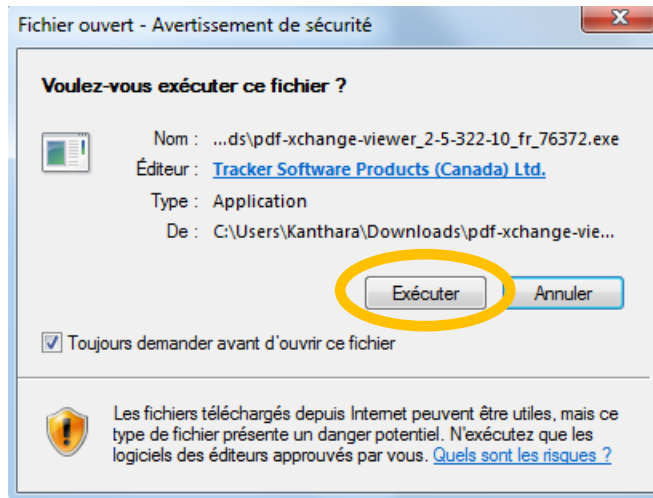 Fichier ouvert - Avertissement de sécurité
Voulez-vous exécuter ce fichier ?
Nom : ...ds\pdf-xchange-viewer_2-5-322-10_fr_76372.exe
Éditeur : Tracker Software Products (Canada) Ltd.
Type : Application
De : C:\Users\Kanthara\Downloads\pdf-xchange-vie...
Exécuter Annuler
Toujours demander avant d'ouvrir ce fichier
Les fichiers téléchargés depuis Internet peuvent être utiles, mais ce
type de fichier présente un danger potentiel. N'exécutez que les
logiciels des éditeurs approuvés par vous. Quels sont les risques ?